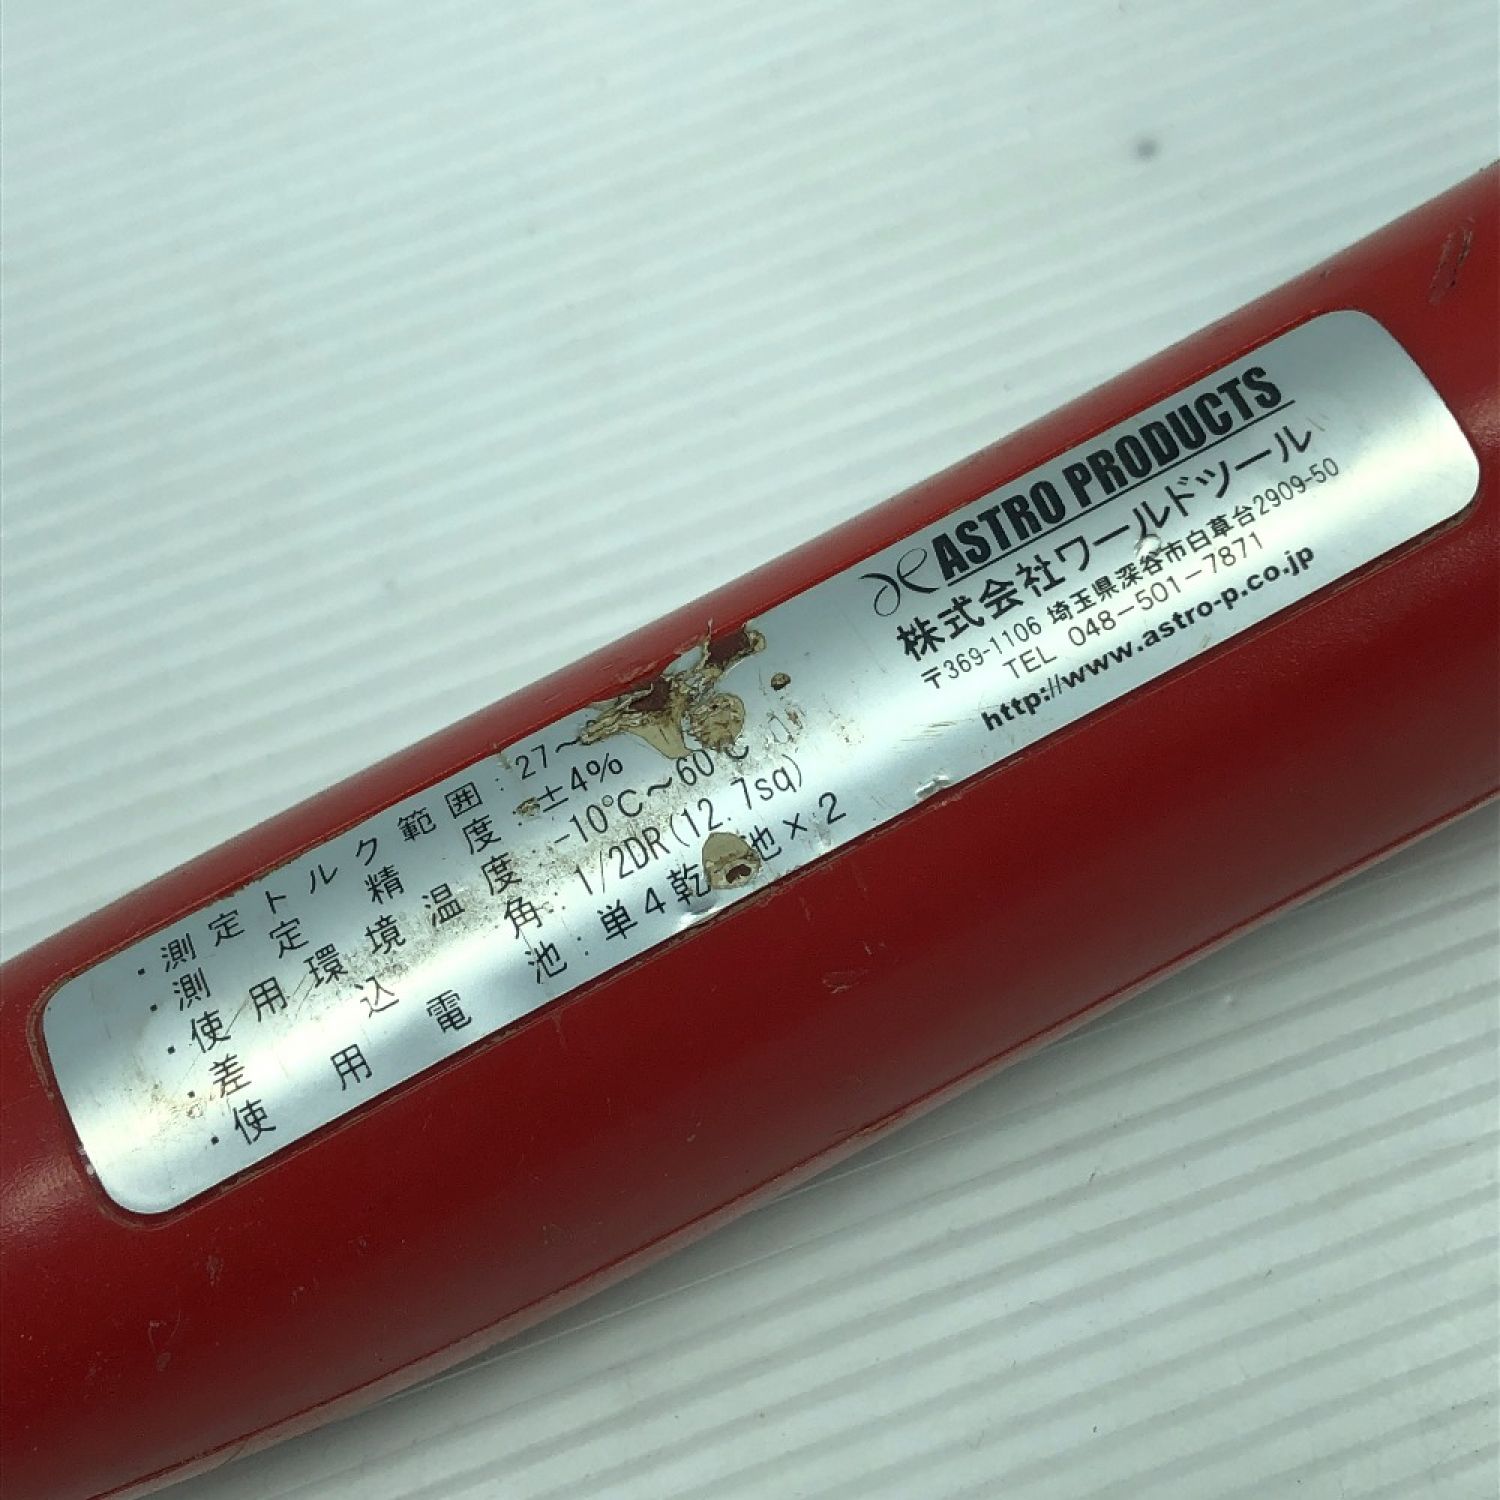 ASTRO PRODUCTS
株式会社ワールドツール
〒369-1106 埼玉県深谷市白草台2909-50
TEL 048-501-7871
http://www.astro-p.co.jp
・測定トルク範囲：27～
・測定精度：±4%
・使用環境温度：-10℃～60℃
・差込角：1/2DR(12.7sq)
・使用電池：単4乾 池×2